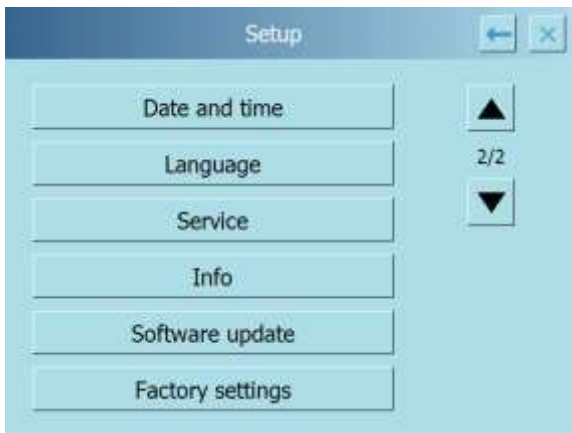 Setup
Date and time
Language
2/2
Service
Info
Software update
Factory settings